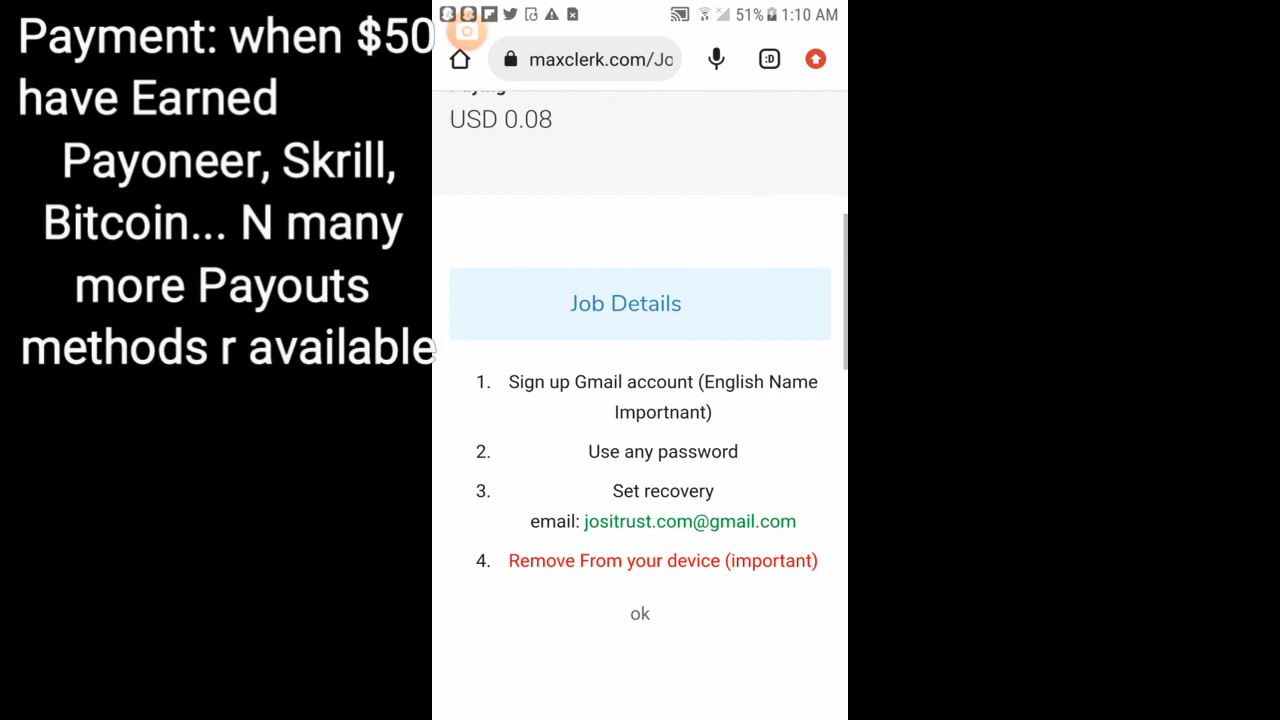 Payment: when $50
have Earned
Payoneer, Skrill,
Bitcoin... N many
more Payouts
methods r available
51% 1:10 AM
maxclerk.com/Jo
:D
Paying
USD 0.08
Job Details
1. Sign up Gmail account (English Name
Importnant)
2. Use any password
3. Set recovery
email: jositrust.com@gmail.com
4. Remove From your device (important)
ok